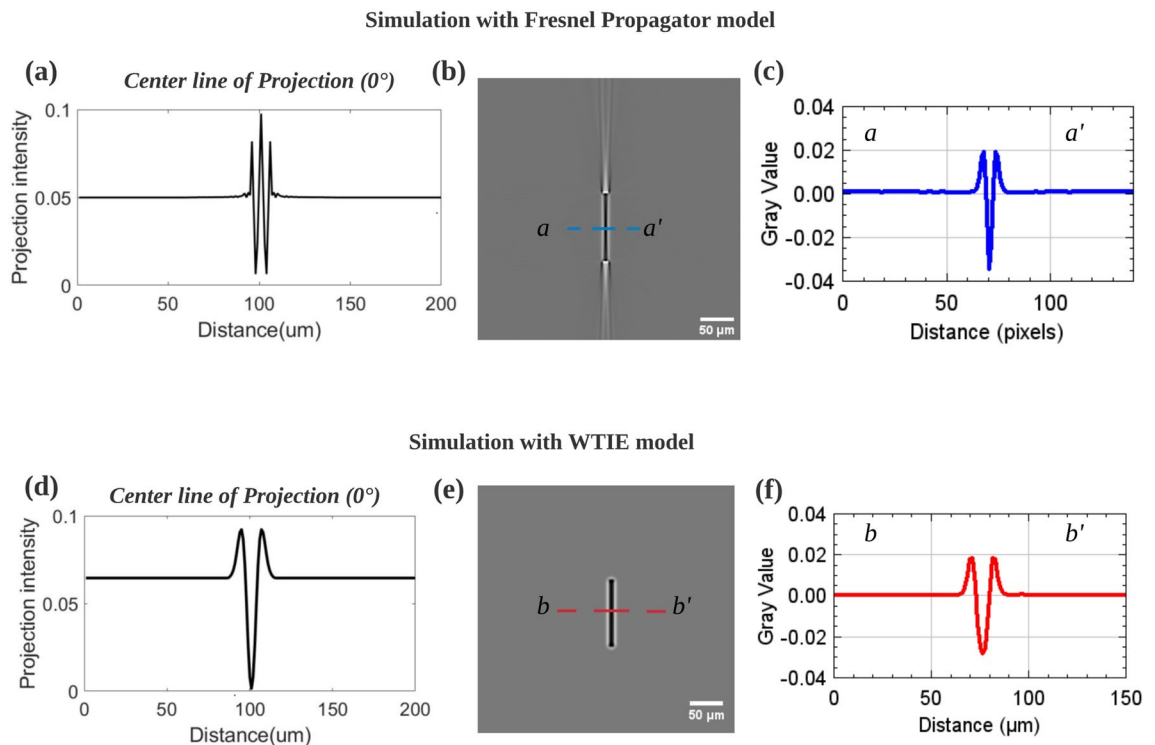 Simulation with Fresnel Propagator model
(a)
Center line of Projection (0°)
Projection intensity
0.1
0.05
0
0
50
100
150
200
Distance(um)
(b)
a
a'
50 μm
(c)
Gray Value
0.04
0.02
0.00
-0.02
-0.04
a
a'
0
50
100
Distance (pixels)
Simulation with WTIE model
(d)
Center line of Projection (0°)
Projection intensity
0.1
0.05
0
0
50
100
150
200
Distance(um)
(e)
b
b'
50 μm
(f)
Gray Value
0.04
0.02
0.00
-0.02
-0.04
b
b'
0
50
100
150
Distance (μm)